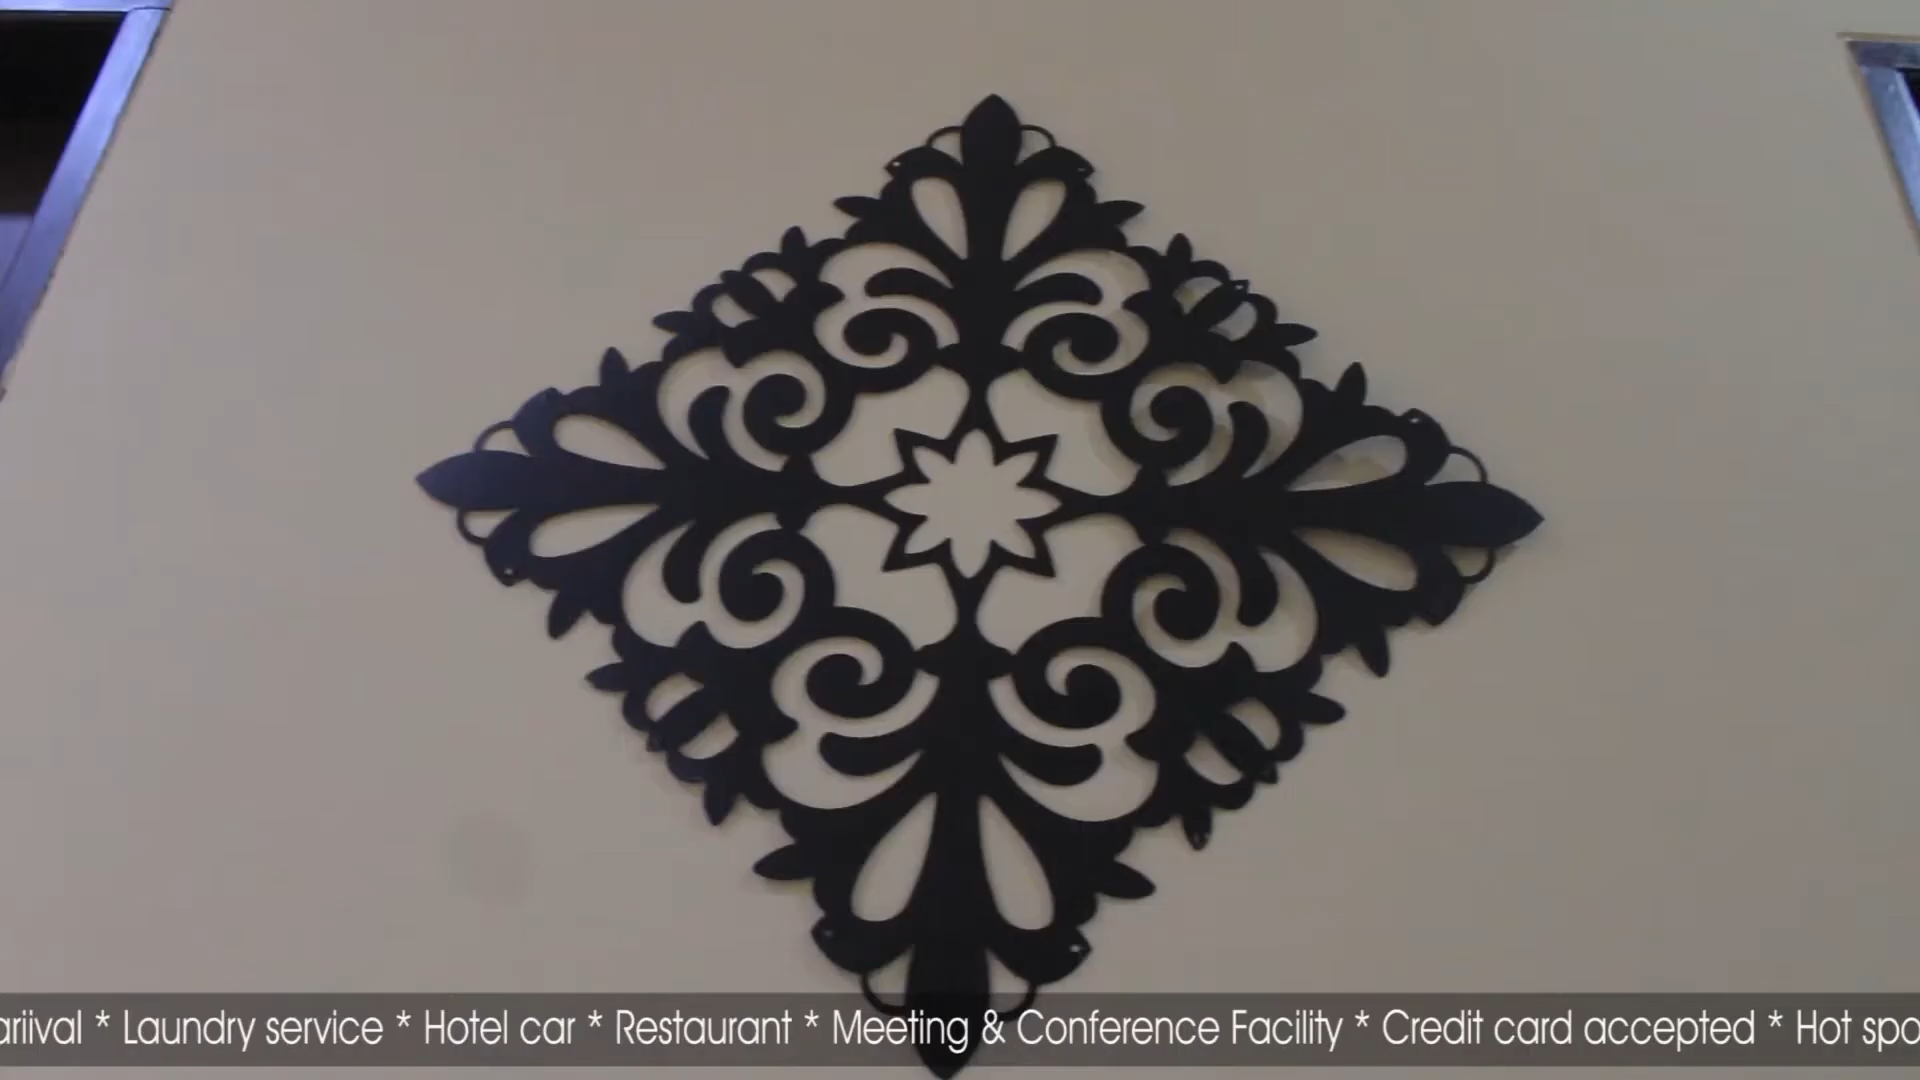 ariival * Laundry service * Hotel car * Restaurant * Meeting & Conference Facility * Credit card accepted * Hot spo